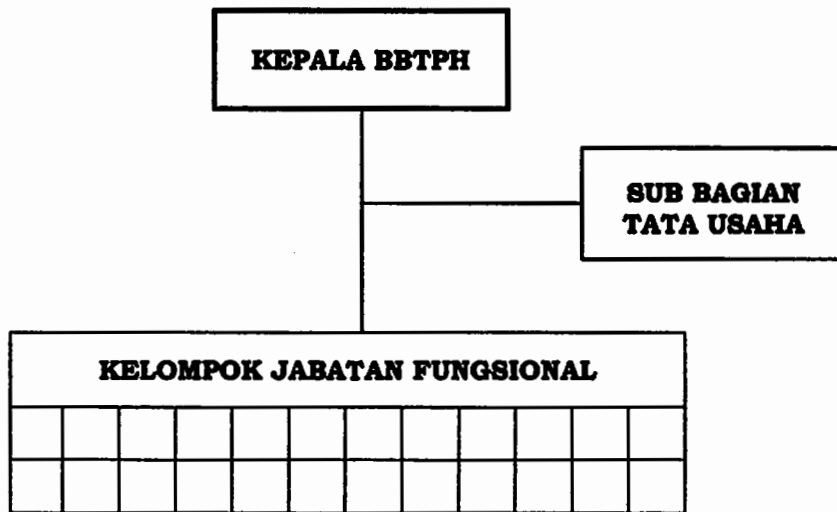 KEPALA BBTPH
SUB BAGIAN
TATA USAHA
KELOMPOK JABATAN FUNGSIONAL